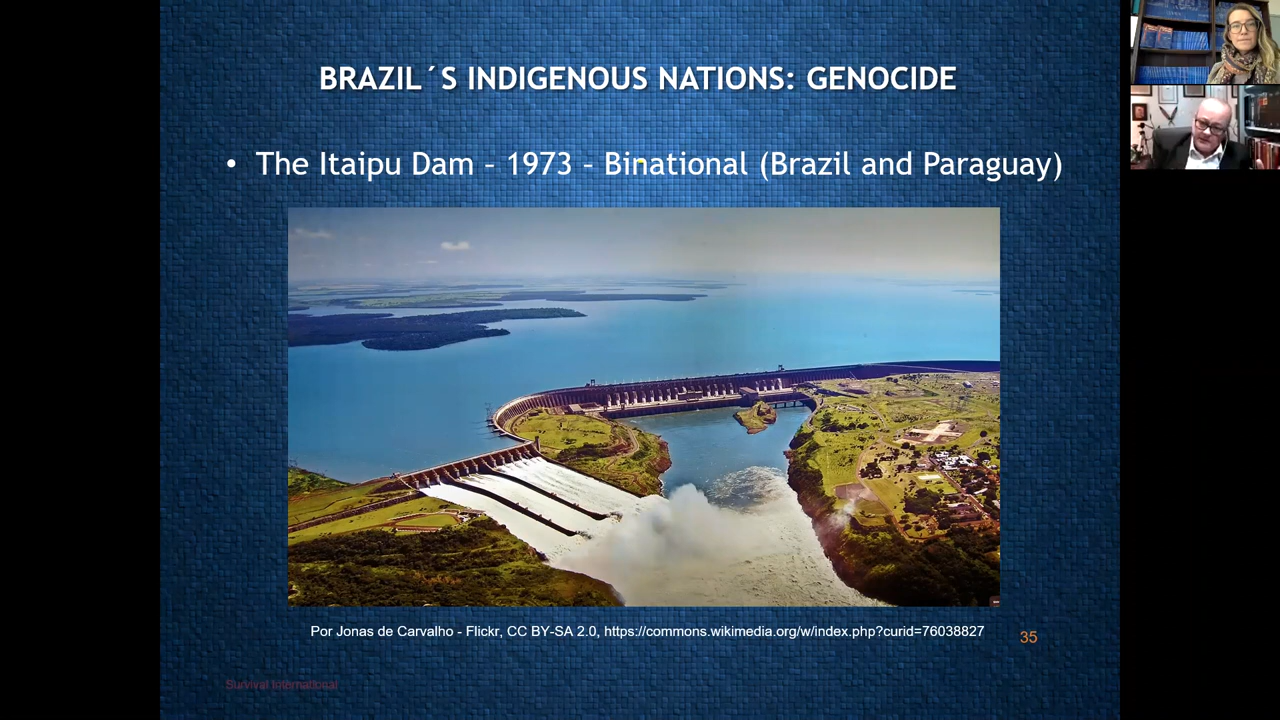 BRAZIL´S INDIGENOUS NATIONS: GENOCIDE
• The Itaipu Dam – 1973 – Binational (Brazil and Paraguay)
Por Jonas de Carvalho - Flickr, CC BY-SA 2.0, https://commons.wikimedia.org/w/index.php?curid=76038827
35
Survival International